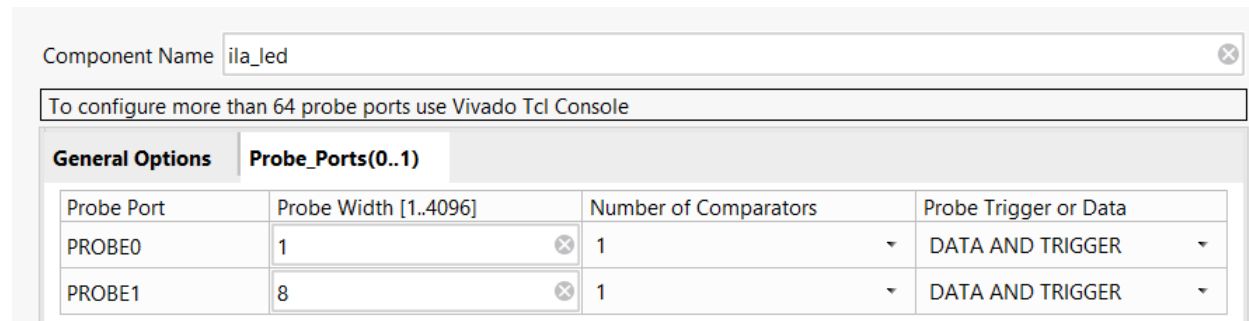 Component Name ila_led
To configure more than 64 probe ports use Vivado Tcl Console
General Options Probe_Ports(0..1)
Probe Port Probe Width [1..4096] Number of Comparators Probe Trigger or Data
PROBE0 1 1 DATA AND TRIGGER
PROBE1 8 1 DATA AND TRIGGER